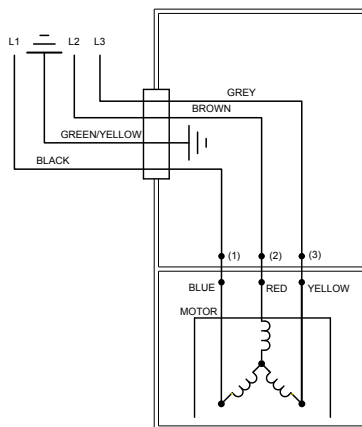 L1 L2 L3
GREY
BROWN
GREEN/YELLOW
BLACK
(1) (2) (3)
BLUE RED YELLOW
MOTOR